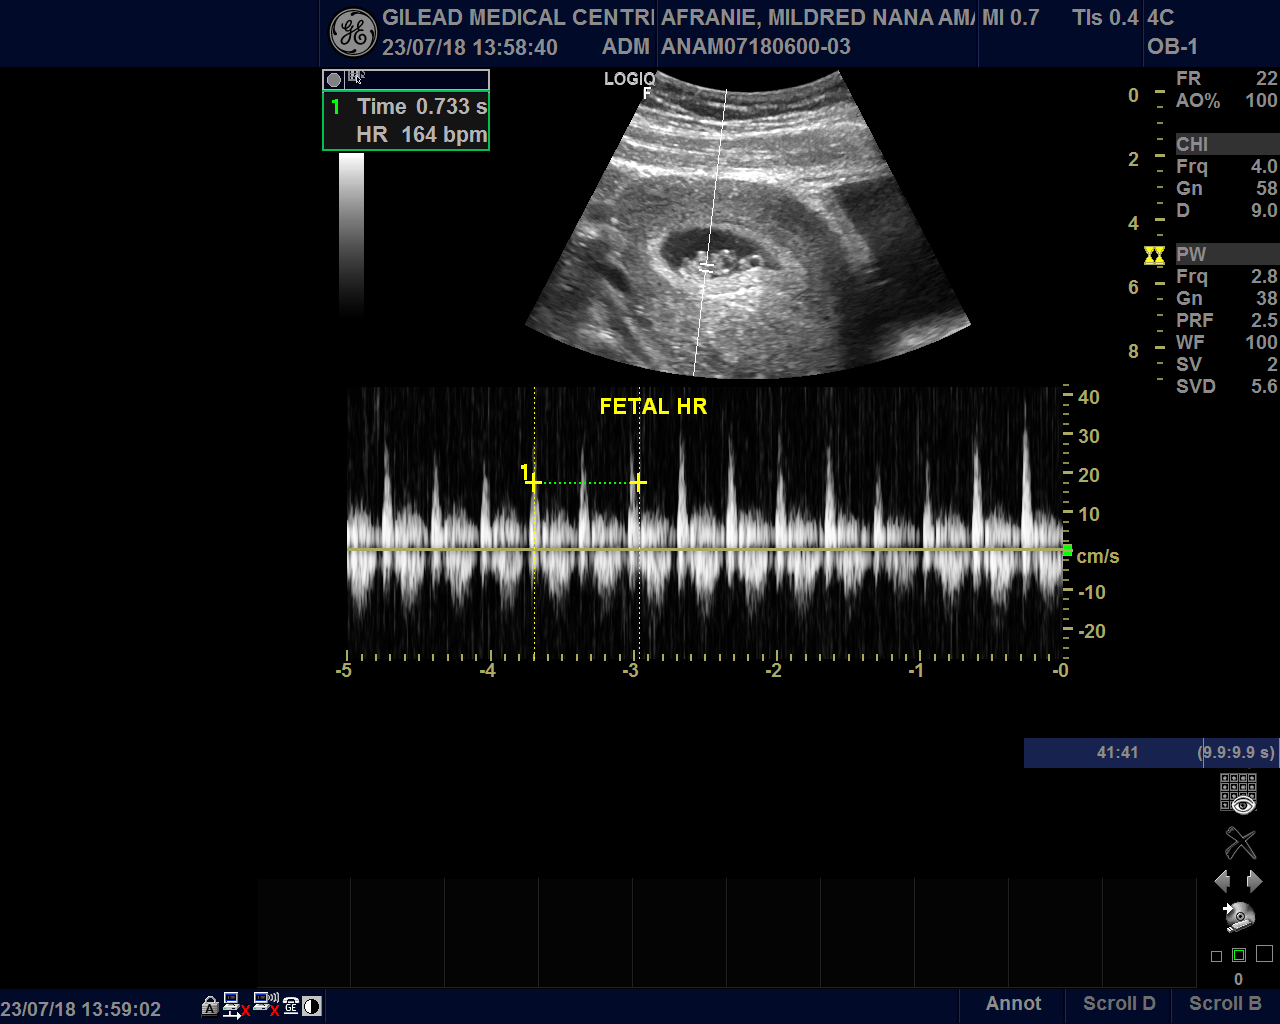 GILEAD MEDICAL CENTR
AFRANIE, MILDRED NANA AMA
MI 0.7
TIs 0.4
4C
23/07/18 13:58:40
ADM
ANAM07180600-03
OB-1
1 Time 0.733 s
HR 164 bpm
LOGIQ
F
0
2
4
6
8
FR 22
AO% 100
CHI
Frq 4.0
Gn 58
D 9.0
PW
Frq 2.8
Gn 38
PRF 2.5
WF 100
SV 2
SVD 5.6
FETAL HR
1
40
30
20
10
cm/s
-10
-20
-5 -4 -3 -2 -1 -0
41:41 (9.9:9.9 s)
0
23/07/18 13:59:02
A
X
X
GE
Annot
Scroll D
Scroll B